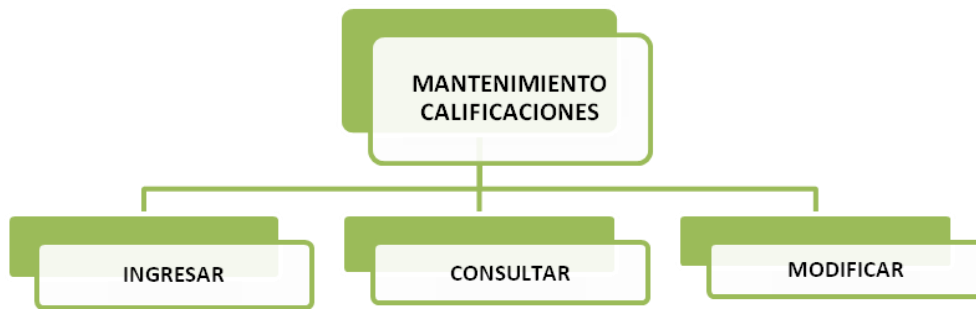 MANTENIMIENTO
CALIFICACIONES
INGRESAR
CONSULTAR
MODIFICAR